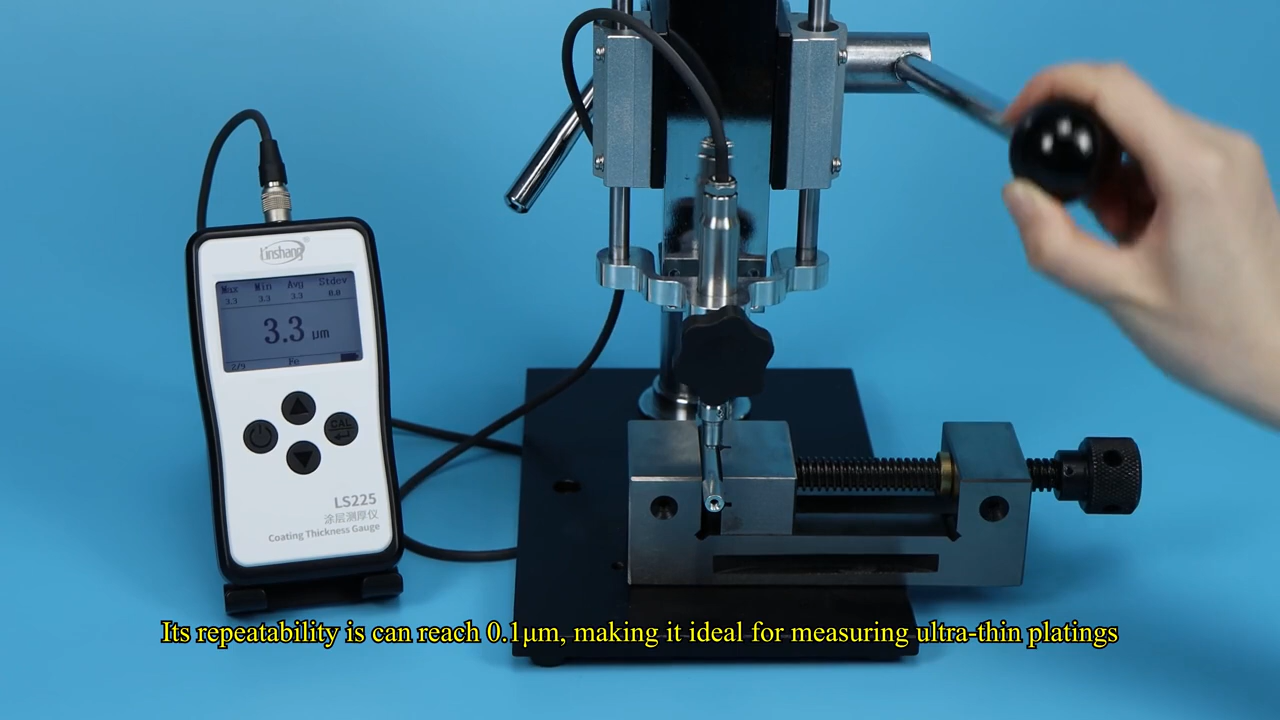 Linshang
Max Min Avg Stdev
3.3 3.3 3.3 0.0
3.3 μm
2/9 Fe
CAL
LS225
涂层测厚仪
Coating Thickness Gauge
Its repeatability is can reach 0.1μm, making it ideal for measuring ultra-thin platings